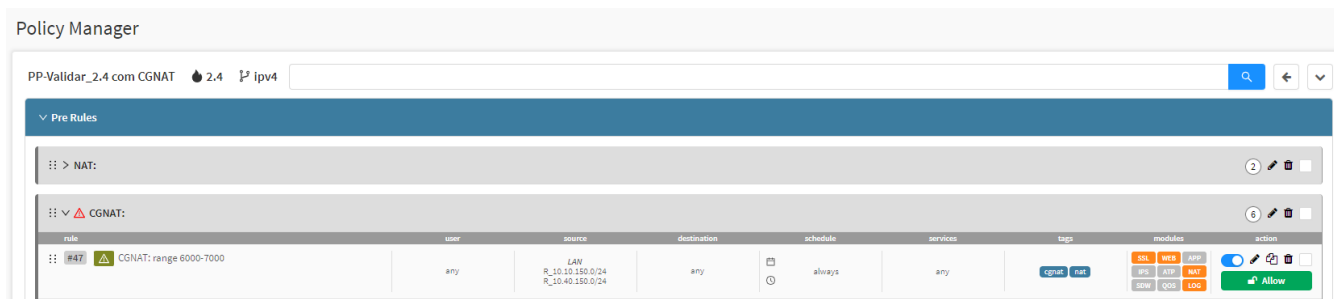 Policy Manager
PP-Validar_2.4 com CGNAT 2.4 ipv4
Pre Rules
NAT: 2
CGNAT: 6
rule user source destination schedule services tags modules action
#47 CGNAT: range 6000-7000 any LAN any always any cgnat nat SSL WEB APP
R_10.10.150.0/24 IPS ATP NAT
R_10.40.150.0/24 SDW QOS LOG Allow